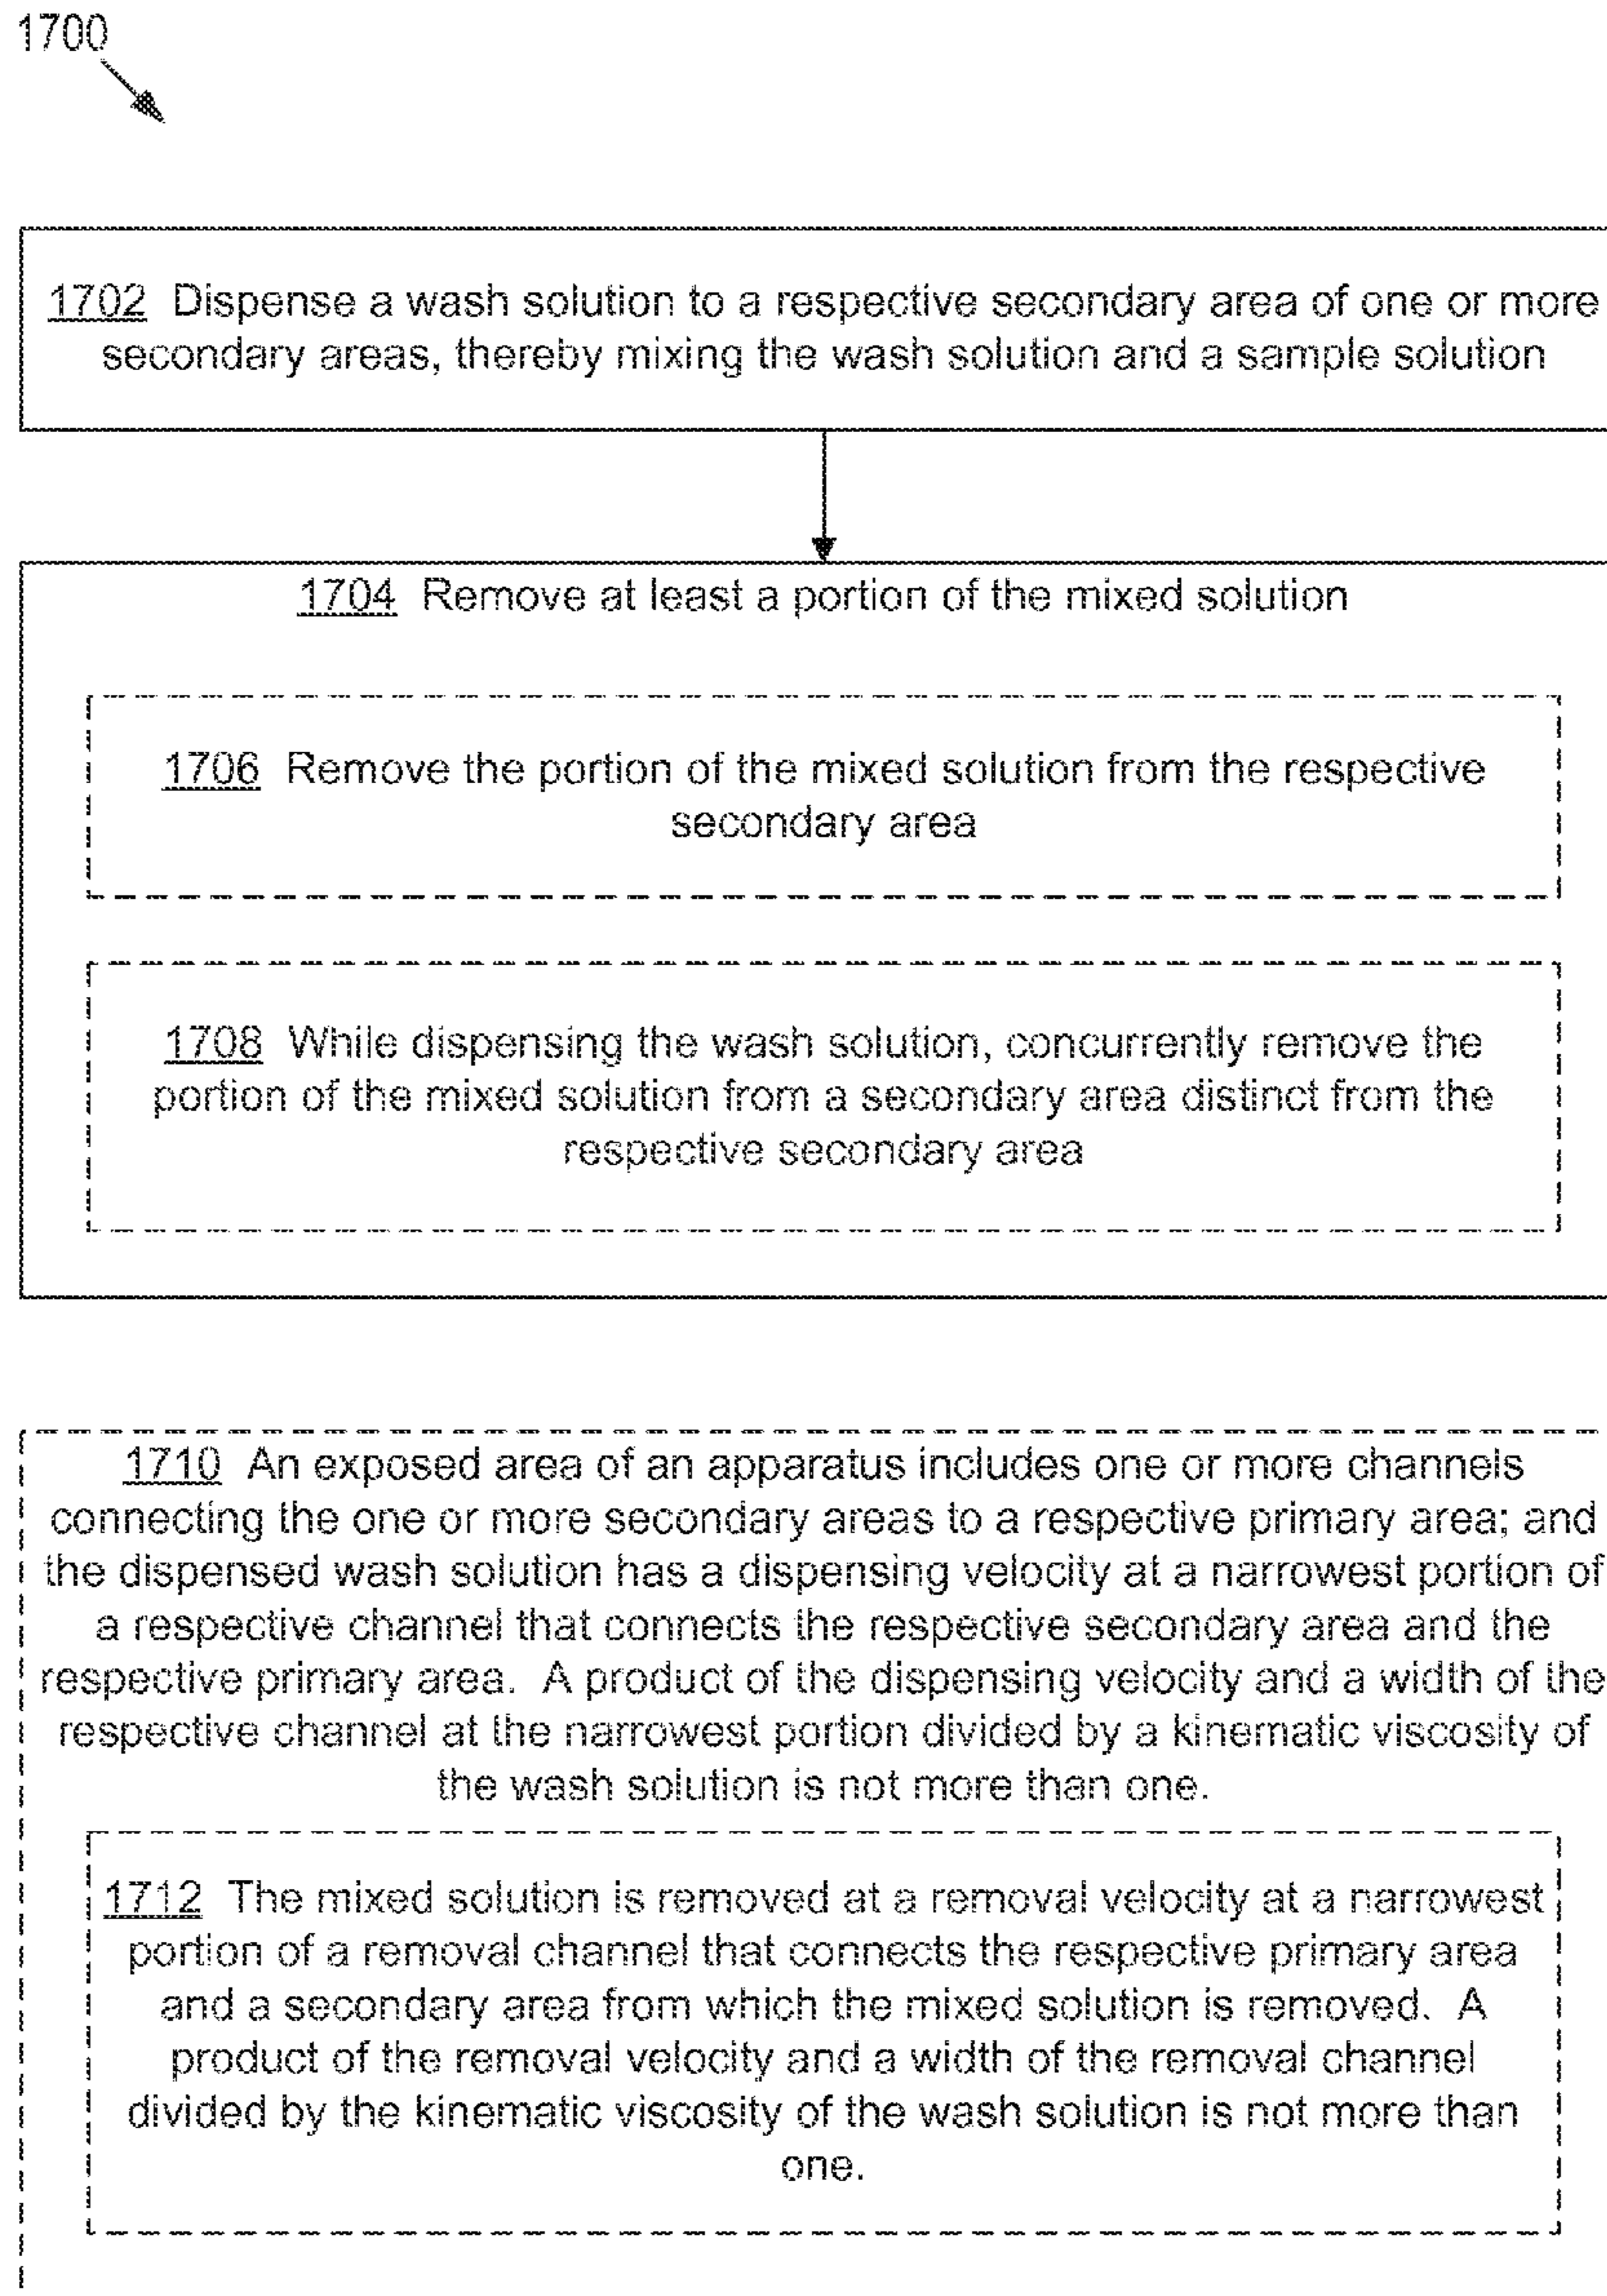 1700
1702 Dispense a wash solution to a respective secondary area of one or more
secondary areas, thereby mixing the wash solution and a sample solution
1704 Remove at least a portion of the mixed solution
1706 Remove the portion of the mixed solution from the respective
secondary area
1708 While dispensing the wash solution, concurrently remove the
portion of the mixed solution from a secondary area distinct from the
respective secondary area
1710 An exposed area of an apparatus includes one or more channels
connecting the one or more secondary areas to a respective primary area; and
the dispensed wash solution has a dispensing velocity at a narrowest portion of
a respective channel that connects the respective secondary area and the
respective primary area. A product of the dispensing velocity and a width of the
respective channel at the narrowest portion divided by a kinematic viscosity of
the wash solution is not more than one.
1712 The mixed solution is removed at a removal velocity at a narrowest
portion of a removal channel that connects the respective primary area
and a secondary area from which the mixed solution is removed. A
product of the removal velocity and a width of the removal channel
divided by the kinematic viscosity of the wash solution is not more than
one.